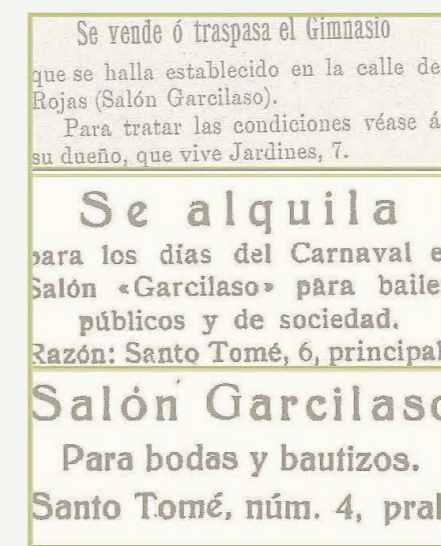 Se vende ó traspasa el Gimnasio
que se halla establecido en la calle de
Rojas (Salón Garcilaso).
Para tratar las condiciones véase á
su dueño, que vive Jardines, 7.
Se alquila
para los días del Carnaval e
Salón «Garcilaso» para baile
públicos y de sociedad.
Razón: Santo Tomé, 6, principal
Salón Garcilaso
Para bodas y bautizos.
Santo Tomé, núm. 4, pral